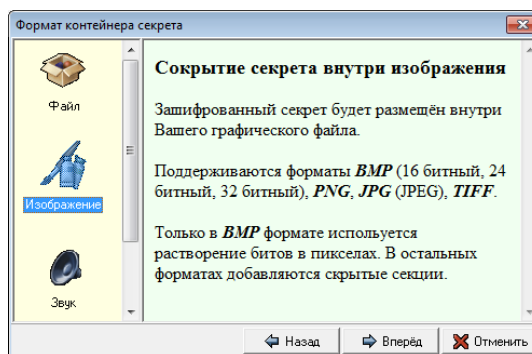 Формат контейнера секрета
Файл
Изображение
Звук
Сокрытие секрета внутри изображения
Зашифрованный секрет будет размещён внутри
Вашего графического файла.
Поддерживаются форматы BMP (16 битный, 24
битный, 32 битный), PNG, JPG (JPEG), TIFF.
Только в BMP формате испольуется
растворение битов в пикселах. В остальных
форматах добавляются скрытые секции.
Назад
Вперёд
Отменить